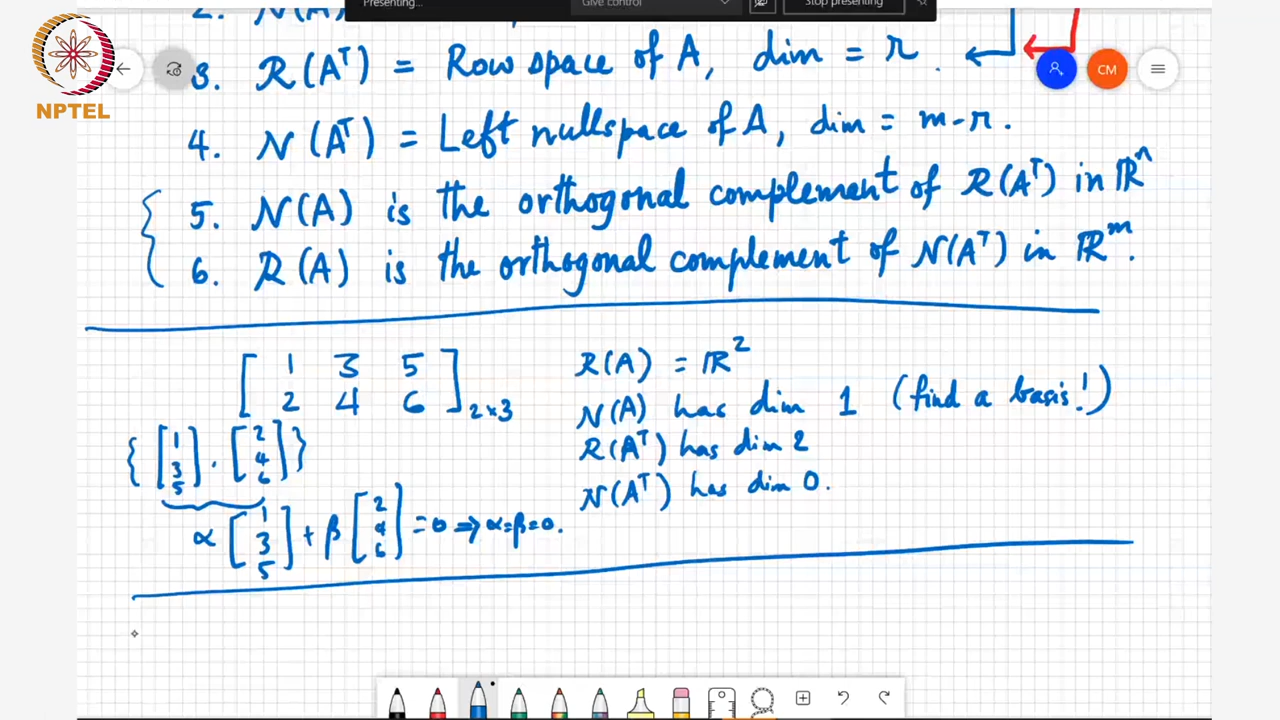 Presenting...
Give control
Stop presenting
2. N(A)
3. R(Aᵀ) = Row space of A, dim = r.
CM
NPTEL
4. N(Aᵀ) = Left nullspace of A, dim = m-r.
5. N(A) is the orthogonal complement of R(Aᵀ) in ℝⁿ
6. R(A) is the orthogonal complement of N(Aᵀ) in ℝᵐ.
[1 3 5
2 4 6]₂ₓ₃
R(A) = ℝ²
N(A) has dim 1 (find a basis!)
R(Aᵀ) has dim 2
N(Aᵀ) has dim 0.
{[1 3 5], [2 4 6]}
α[1 3 5] + β[2 4 6] = 0 ⇒ α=β=0.